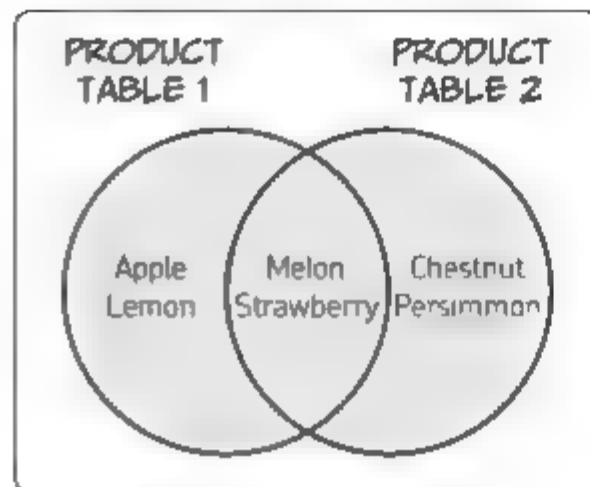 PRODUCT
TABLE 1
PRODUCT
TABLE 2
Apple
Lemon
Melon
Strawberry
Chestnut
Persimmon